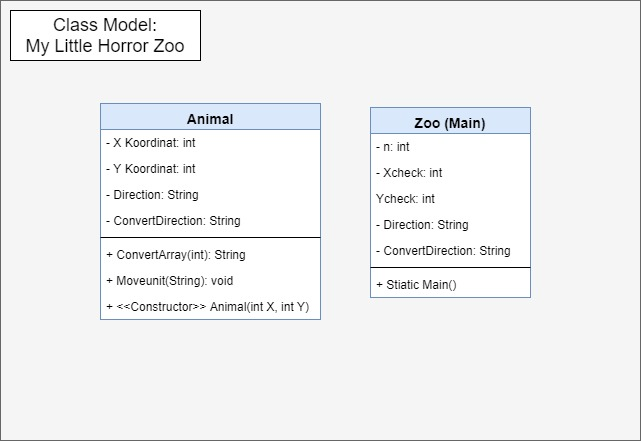 Class Model:
My Little Horror Zoo
Animal
- X Koordinat: int
- Y Koordinat: int
- Direction: String
- ConvertDirection: String
+ ConvertArray(int): String
+ Moveunit(String): void
+ <<Constructor>> Animal(int X, int Y)
Zoo (Main)
- n: int
- Xcheck: int
Ycheck: int
- Direction: String
- ConvertDirection: String
+ Stiatic Main()